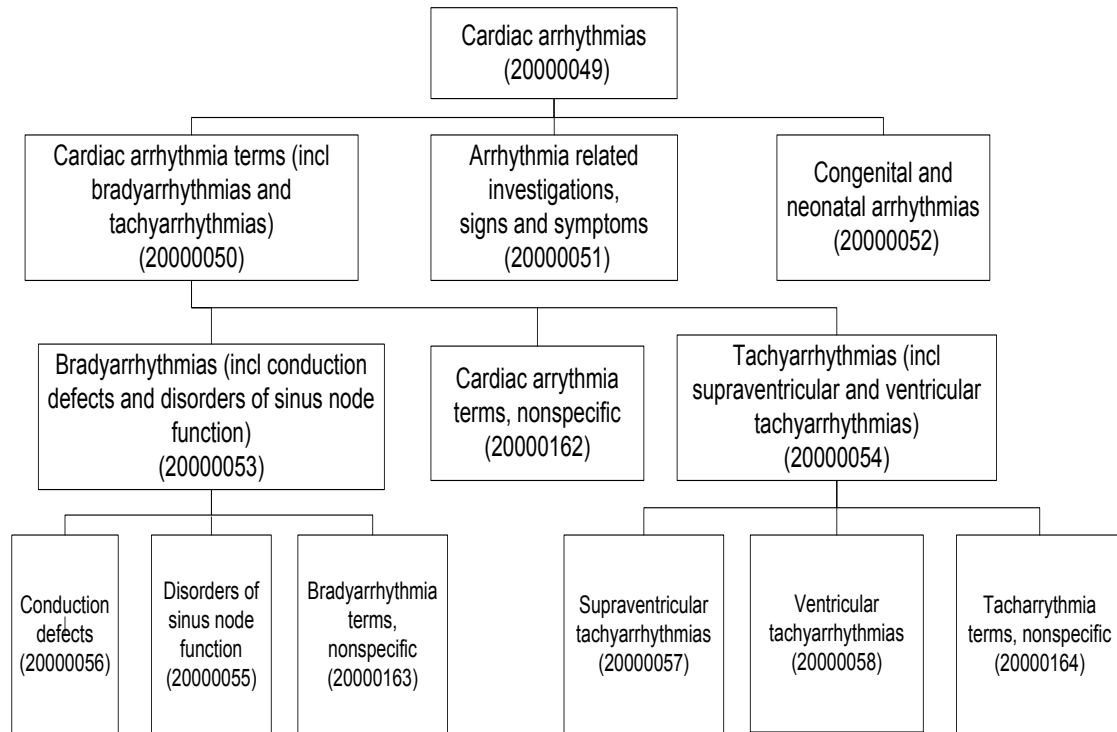 Cardiac arrhythmias
(20000049)
Cardiac arrhythmia terms (incl
bradyarrhythmias and
tachyarrhythmias)
(20000050)
Arrhythmia related
investigations,
signs and symptoms
(20000051)
Congenital and
neonatal arrhythmias
(20000052)
Bradyarrhythmias (incl conduction
defects and disorders of sinus node
function)
(20000053)
Cardiac arrythmia
terms, nonspecific
(20000162)
Tachyarrhythmias (incl
supraventricular and ventricular
tachyarrhythmias)
(20000054)
Conduction
defects
(20000056)
Disorders of
sinus node
function
(20000055)
Bradyarrhythmia
terms,
nonspecific
(20000163)
Supraventricular
tachyarrhythmias
(20000057)
Ventricular
tachyarrhythmias
(20000058)
Tacharrythmia
terms, nonspecific
(20000164)